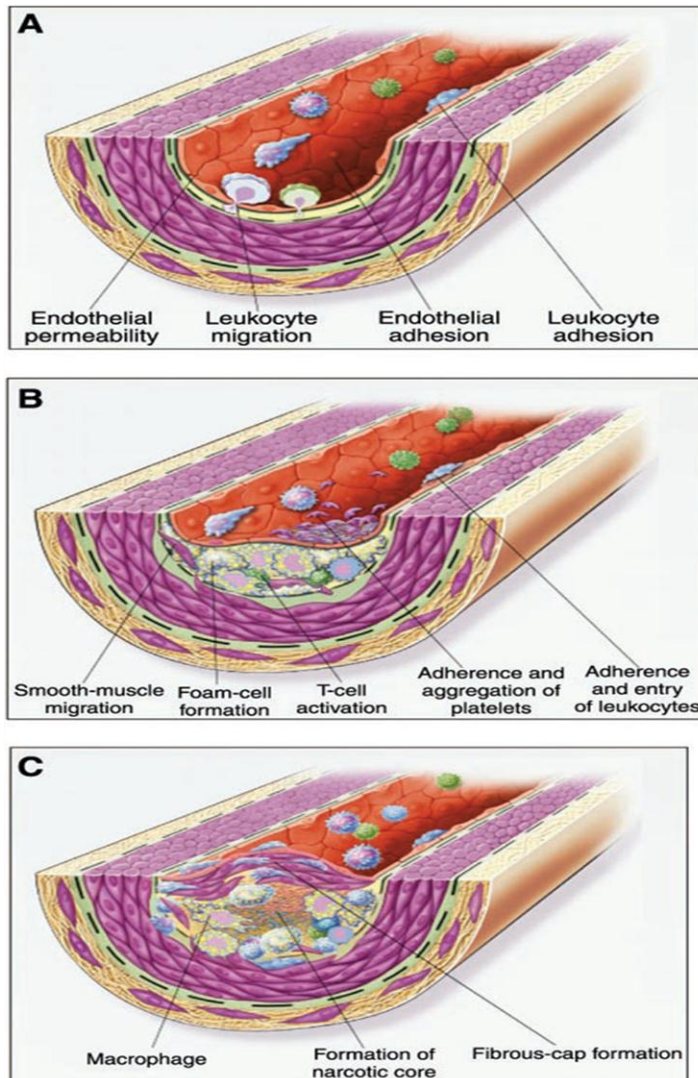 A
Endothelial
permeability
Leukocyte
migration
Endothelial
adhesion
Leukocyte
adhesion
B
Smooth-muscle
migration
Foam-cell
formation
T-cell
activation
Adherence and
aggregation of
platelets
Adherence
and entry
of leukocytes
C
Macrophage
Formation of
narcotic core
Fibrous-cap formation